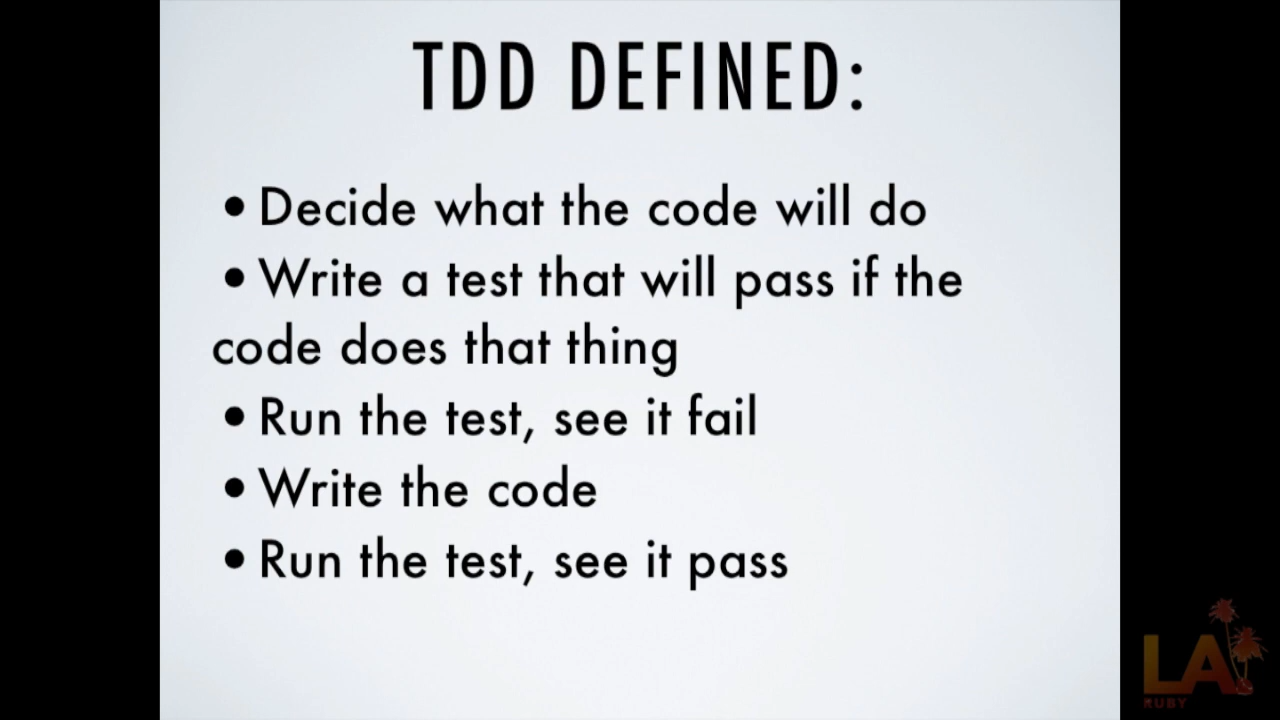 TDD DEFINED:
• Decide what the code will do
• Write a test that will pass if the
code does that thing
• Run the test, see it fail
• Write the code
• Run the test, see it pass
LA
RUBY